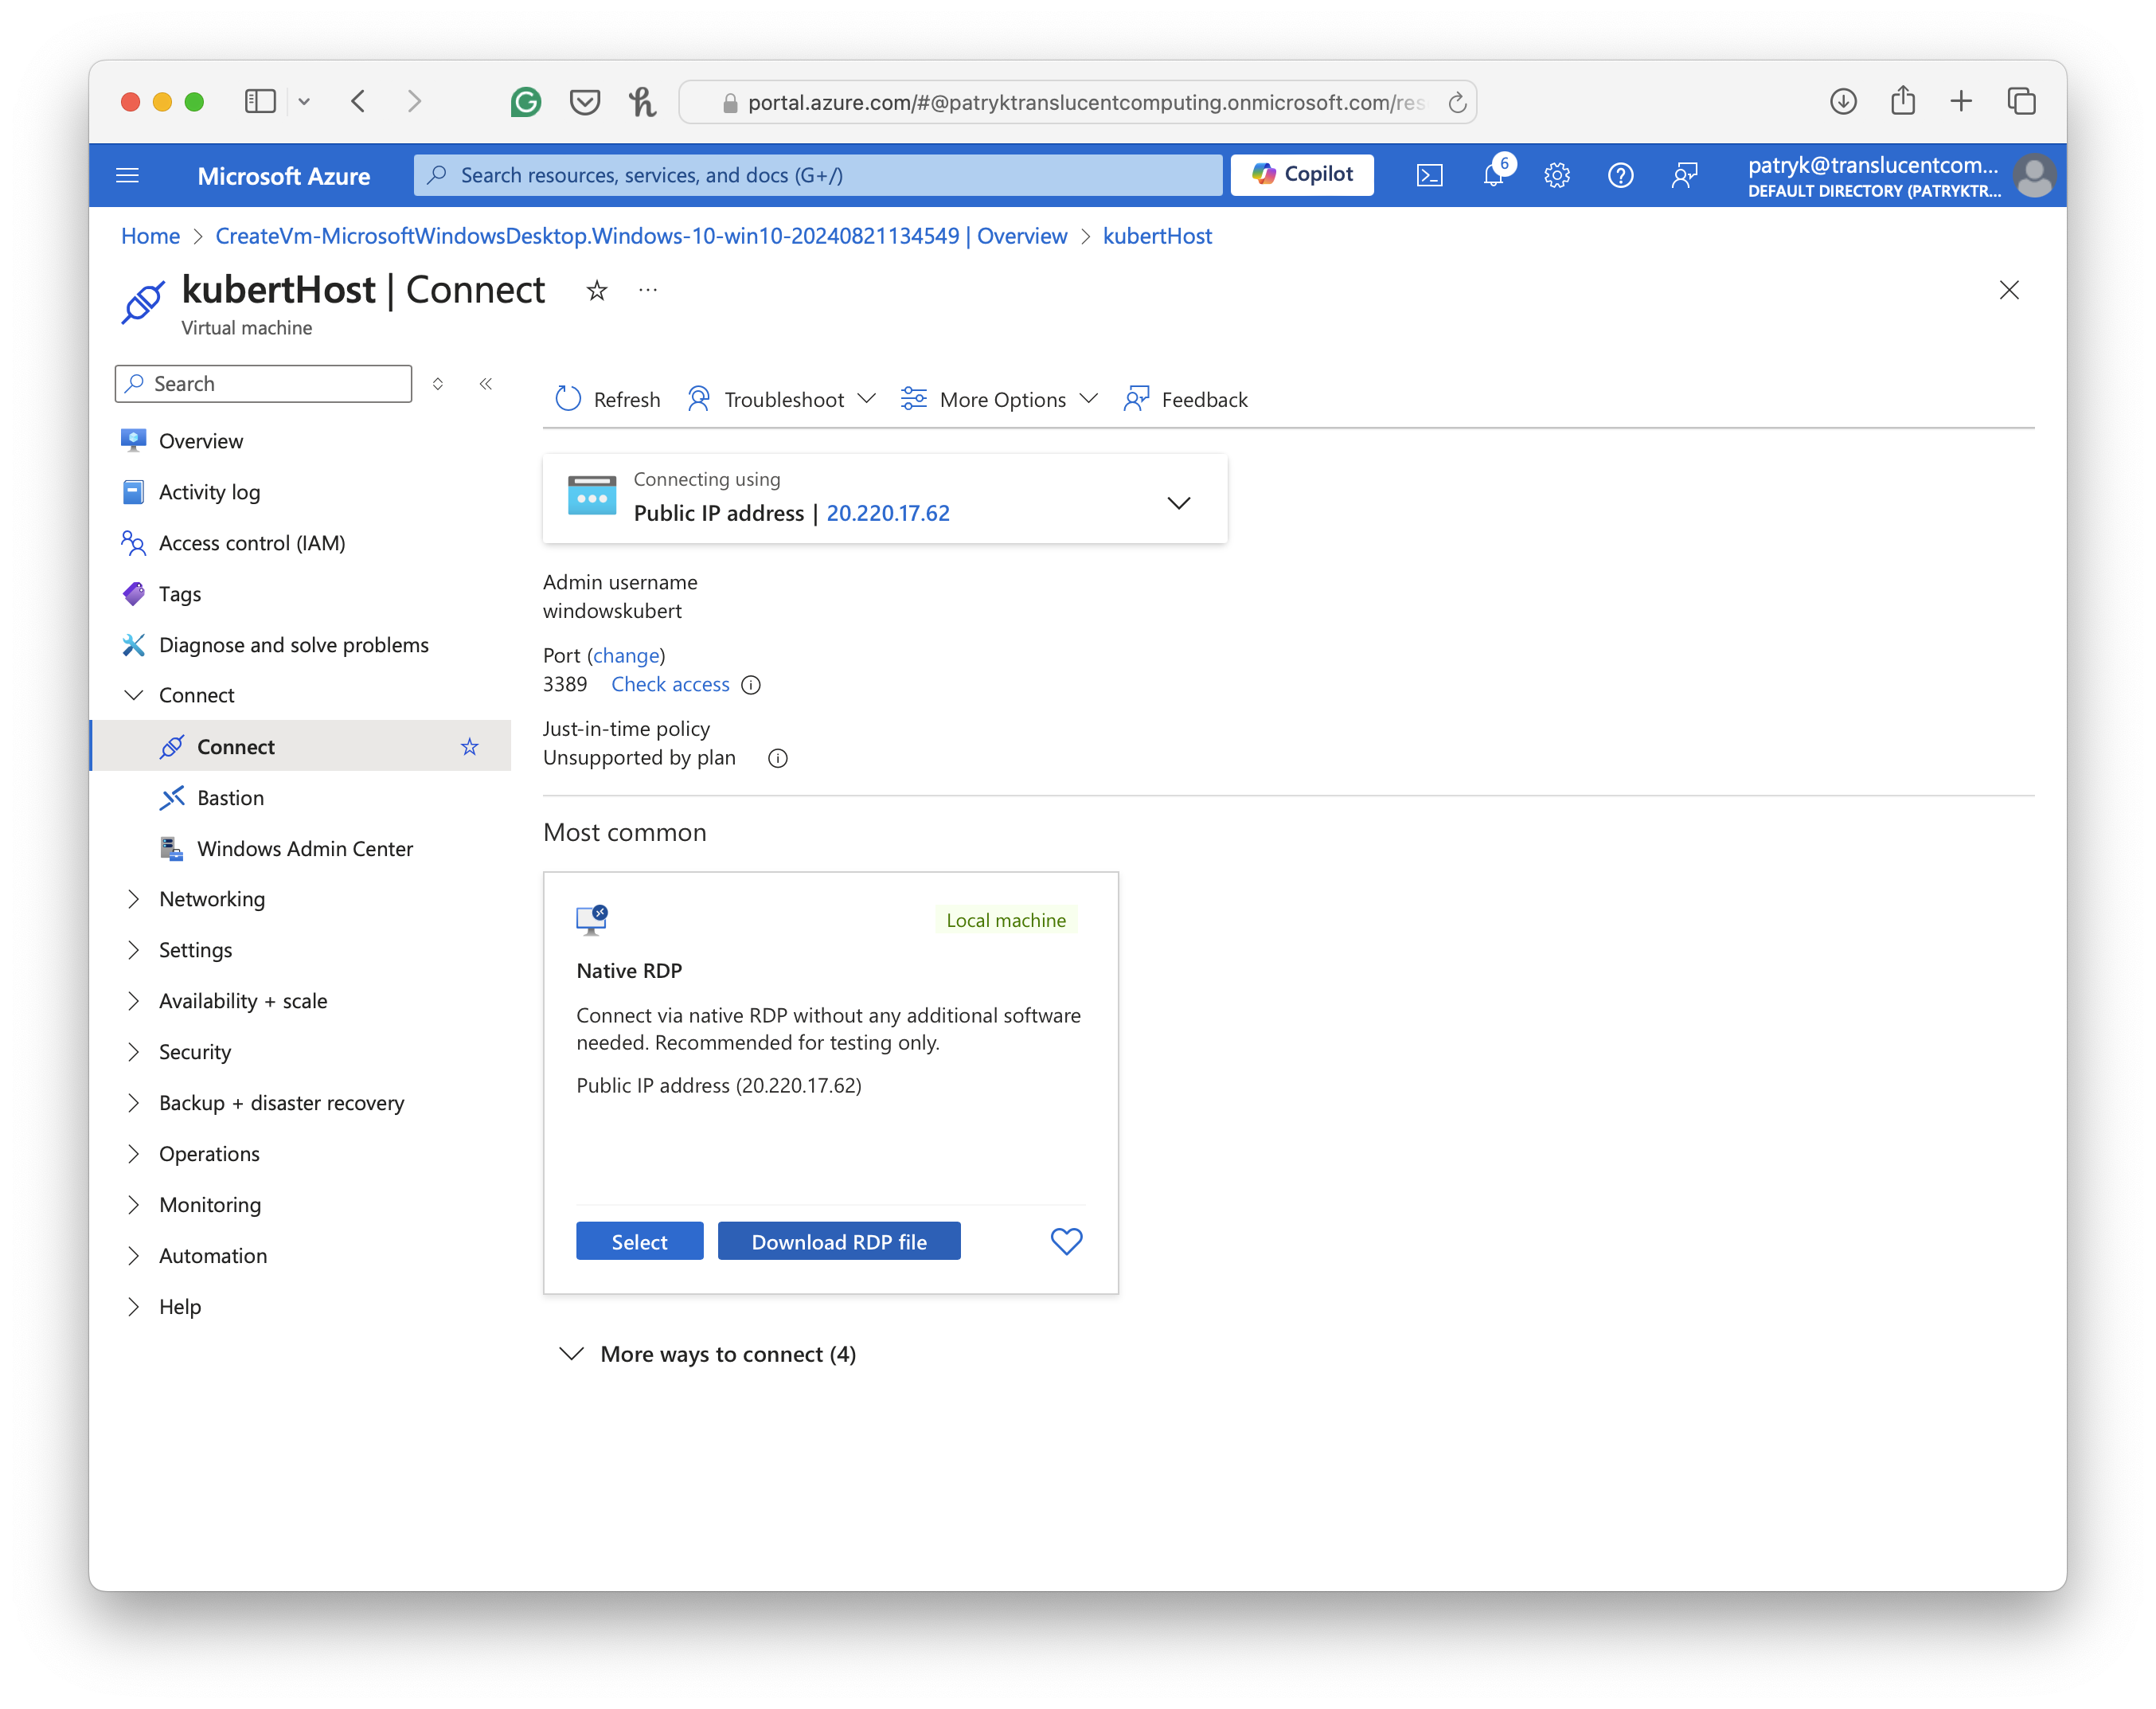 portal.azure.com/#@patryktranslucentcomputing.onmicrosoft.com/res
Microsoft Azure
Search resources, services, and docs (G+/)
Copilot
6
patryk@translucentcom...
DEFAULT DIRECTORY (PATRYKTR...
Home > CreateVm-MicrosoftWindowsDesktop.Windows-10-win10-20240821134549 | Overview > kubertHost
kubertHost | Connect
Virtual machine
Search
Overview
Activity log
Access control (IAM)
Tags
Diagnose and solve problems
Connect
Connect
Bastion
Windows Admin Center
Networking
Settings
Availability + scale
Security
Backup + disaster recovery
Operations
Monitoring
Automation
Help
Refresh
Troubleshoot
More Options
Feedback
Connecting using
Public IP address | 20.220.17.62
Admin username
windowskubert
Port (change)
3389 Check access
Just-in-time policy
Unsupported by plan
Most common
Local machine
Native RDP
Connect via native RDP without any additional software
needed. Recommended for testing only.
Public IP address (20.220.17.62)
Select
Download RDP file
More ways to connect (4)